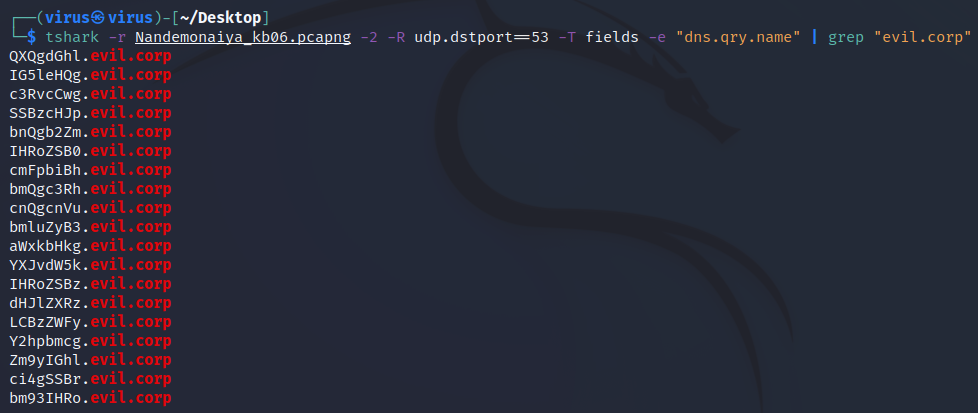 ┌──(virus㉿virus)-[~/Desktop]
└─$ tshark -r Nandemonaiya_kb06.pcapng -2 -R udp.dstport==53 -T fields -e "dns.qry.name" | grep "evil.corp"
QXQgdGhl.evil.corp
IG5leHQg.evil.corp
c3RvcCwg.evil.corp
SSBzcHJp.evil.corp
bnQgb2Zm.evil.corp
IHRoZSB0.evil.corp
cmFpbiBh.evil.corp
bmQgc3Rh.evil.corp
cnQgcnVu.evil.corp
bmluZyB3.evil.corp
aWxkbHkg.evil.corp
YXJvdW5k.evil.corp
IHRoZSBz.evil.corp
dHJlZXRz.evil.corp
LCBzZWFy.evil.corp
Y2hpbmcg.evil.corp
Zm9yIGhl.evil.corp
ci4gSSBr.evil.corp
bm93IHRo.evil.corp